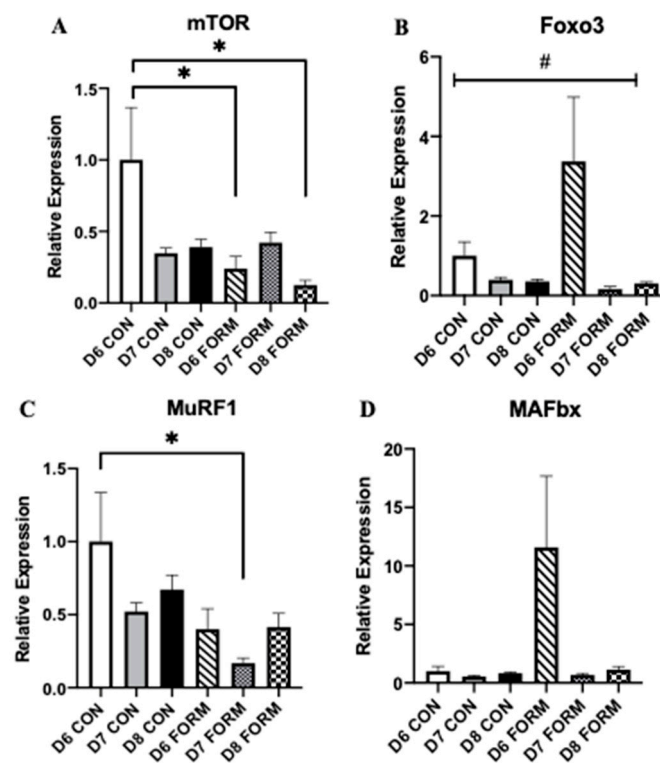 A
mTOR
*
*
Relative Expression
1.5
1.0
0.5
0.0
D6 CON
D7 CON
D8 CON
D6 FORM
D7 FORM
D8 FORM
B
Foxo3
#
Relative Expression
6
4
2
0
D6 CON
D7 CON
D8 CON
D6 FORM
D7 FORM
D8 FORM
C
MuRF1
*
Relative Expression
1.5
1.0
0.5
0.0
D6 CON
D7 CON
D8 CON
D6 FORM
D7 FORM
D8 FORM
D
MAFbx
Relative Expression
20
15
10
5
0
D6 CON
D7 CON
D8 CON
D6 FORM
D7 FORM
D8 FORM